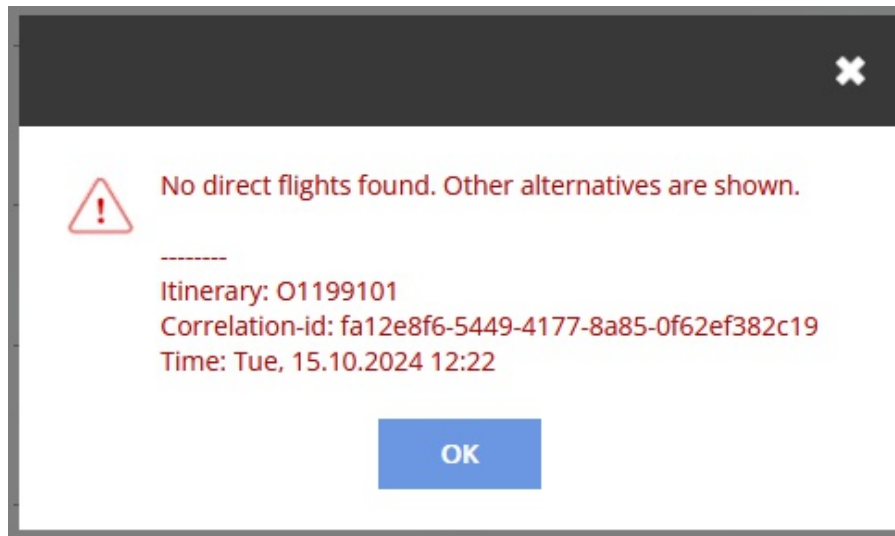 No direct flights found. Other alternatives are shown.
--------
Itinerary: O1199101
Correlation-id: fa12e8f6-5449-4177-8a85-0f62ef382c19
Time: Tue, 15.10.2024 12:22
OK